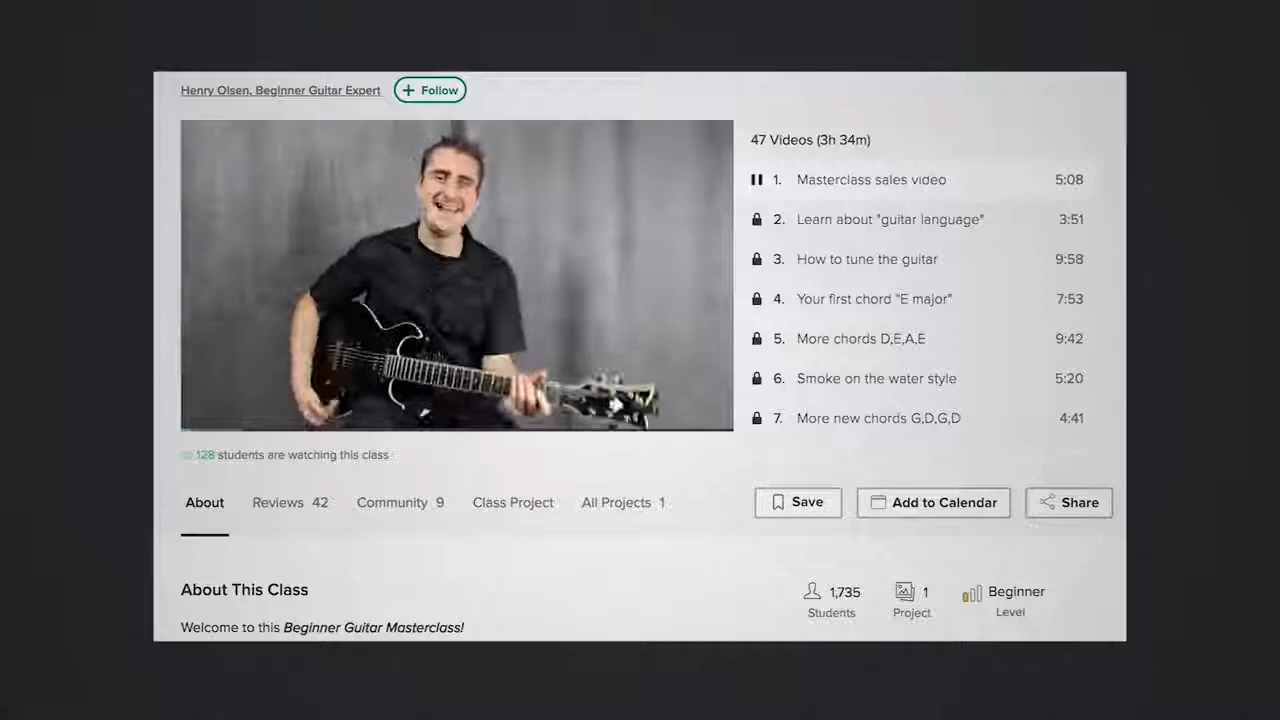 Henry Olsen, Beginner Guitar Expert
+ Follow
47 Videos (3h 34m)
1. Masterclass sales video 5:08
2. Learn about "guitar language" 3:51
3. How to tune the guitar 9:58
4. Your first chord "E major" 7:53
5. More chords D,E,A,E 9:42
6. Smoke on the water style 5:20
7. More new chords G,D,G,D 4:41
128 students are watching this class
About Reviews 42 Community 9 Class Project All Projects 1
Save Add to Calendar Share
About This Class
1,735 1 Beginner
Students Project Level
Welcome to this Beginner Guitar Masterclass!